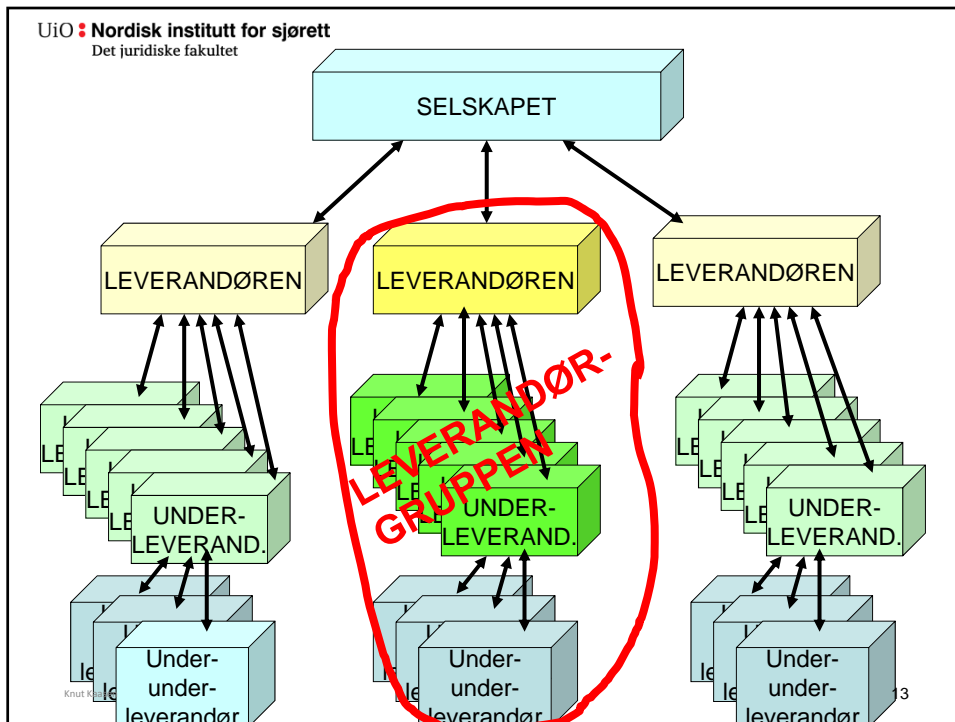 UiO Nordisk institutt for sjørett
Det juridiske fakultet
SELSKAPET
LEVERANDØREN
LEVERANDØREN
LEVERANDØREN
LEVERANDØR-
GRUPPEN
UNDER-
LEVERAND.
UNDER-
LEVERAND.
UNDER-
LEVERAND.
Under-
under-
leverandør
Under-
under-
leverandør
Under-
under-
leverandør
Knut
13